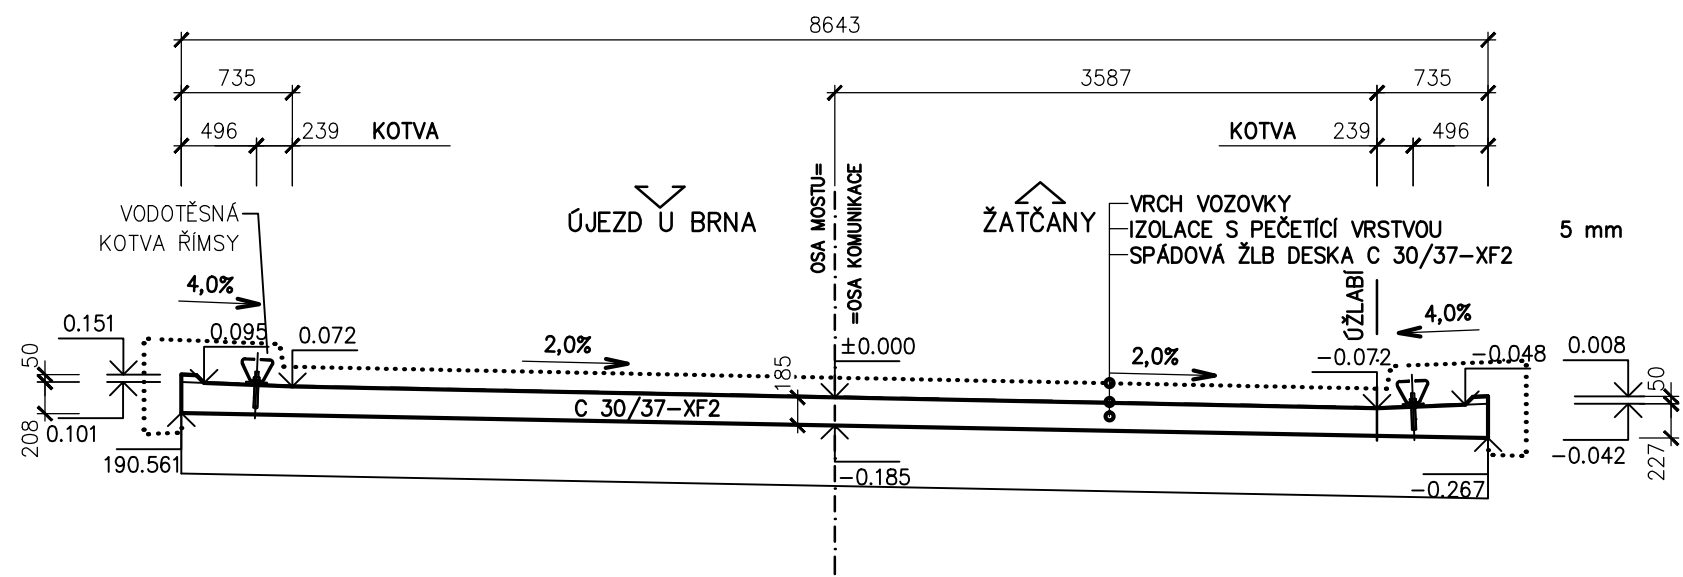 8643
735
3587
735
496
239
KOTVA
KOTVA
239
496
OSA MOSTU=
=OSA KOMUNIKACE
VODOTĚSNÁ
KOTVA ŘÍMSY
ÚJEZD U BRNA
ŽATČANY
VRCH VOZOVKY
IZOLACE S PEČETÍCÍ VRSTVOU
5 mm
SPÁDOVÁ ŽLB DESKA C 30/37-XF2
ÚŽLABÍ
4,0%
4,0%
0.151
0.095
0.072
2,0%
±0.000
2,0%
-0.072
-0.048
0.008
50
185
50
C 30/37-XF2
208
0.101
190.561
-0.185
-0.267
-0.042
227